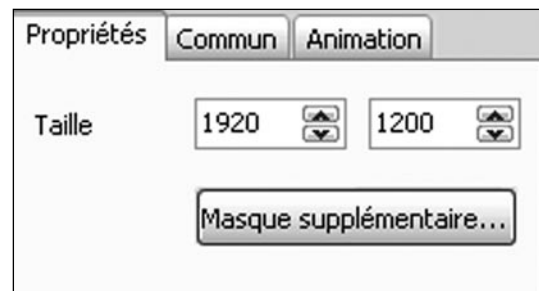 Propriétés Commun Animation
Taille 1920 1200
Masque supplémentaire...